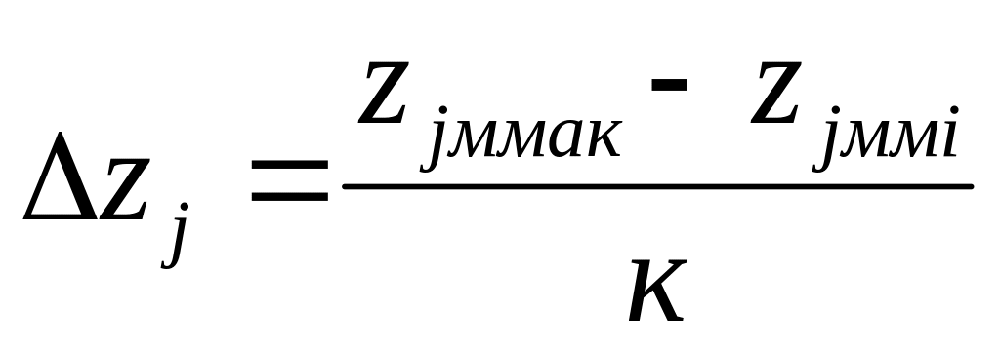 Δz_j = (z_jммак - z_jммі) / к